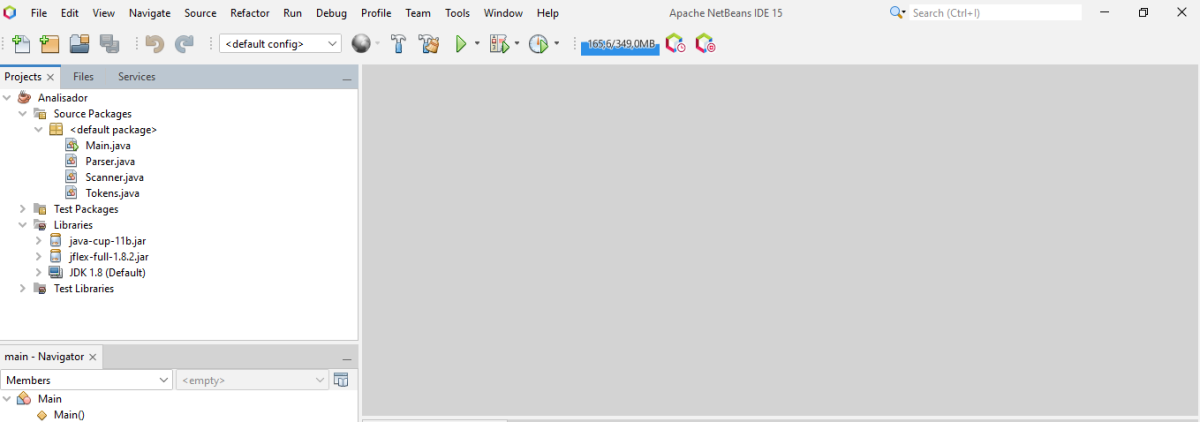 File Edit View Navigate Source Refactor Run Debug Profile Team Tools Window Help Apache NetBeans IDE 15 Search (Ctrl+I)
<default config> 165,6/349,0MB
Projects Files Services
Analisador
Source Packages
<default package>
Main.java
Parser.java
Scanner.java
Tokens.java
Test Packages
Libraries
java-cup-11b.jar
jflex-full-1.8.2.jar
JDK 1.8 (Default)
Test Libraries
main - Navigator
Members <empty>
Main
Main()